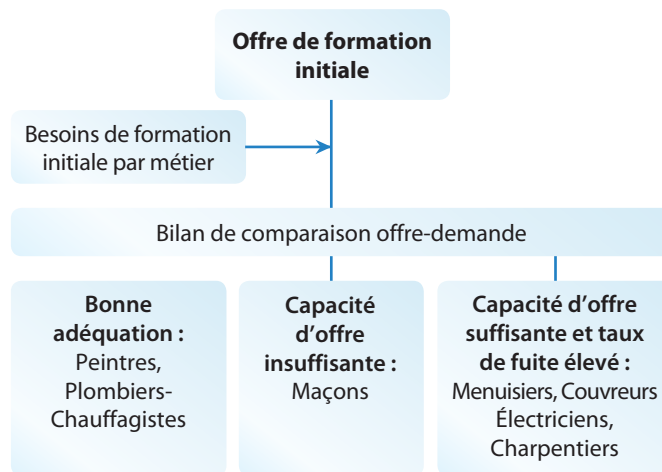 Offre de formation
initiale
Besoins de formation
initiale par métier
Bilan de comparaison offre-demande
Bonne
adéquation :
Peintres,
Plombiers-
Chauffagistes
Capacité
d’offre
insuffisante :
Maçons
Capacité d’offre
suffisante et taux
de fuite élevé :
Menuisiers, Couvreurs
Électriciens,
Charpentiers